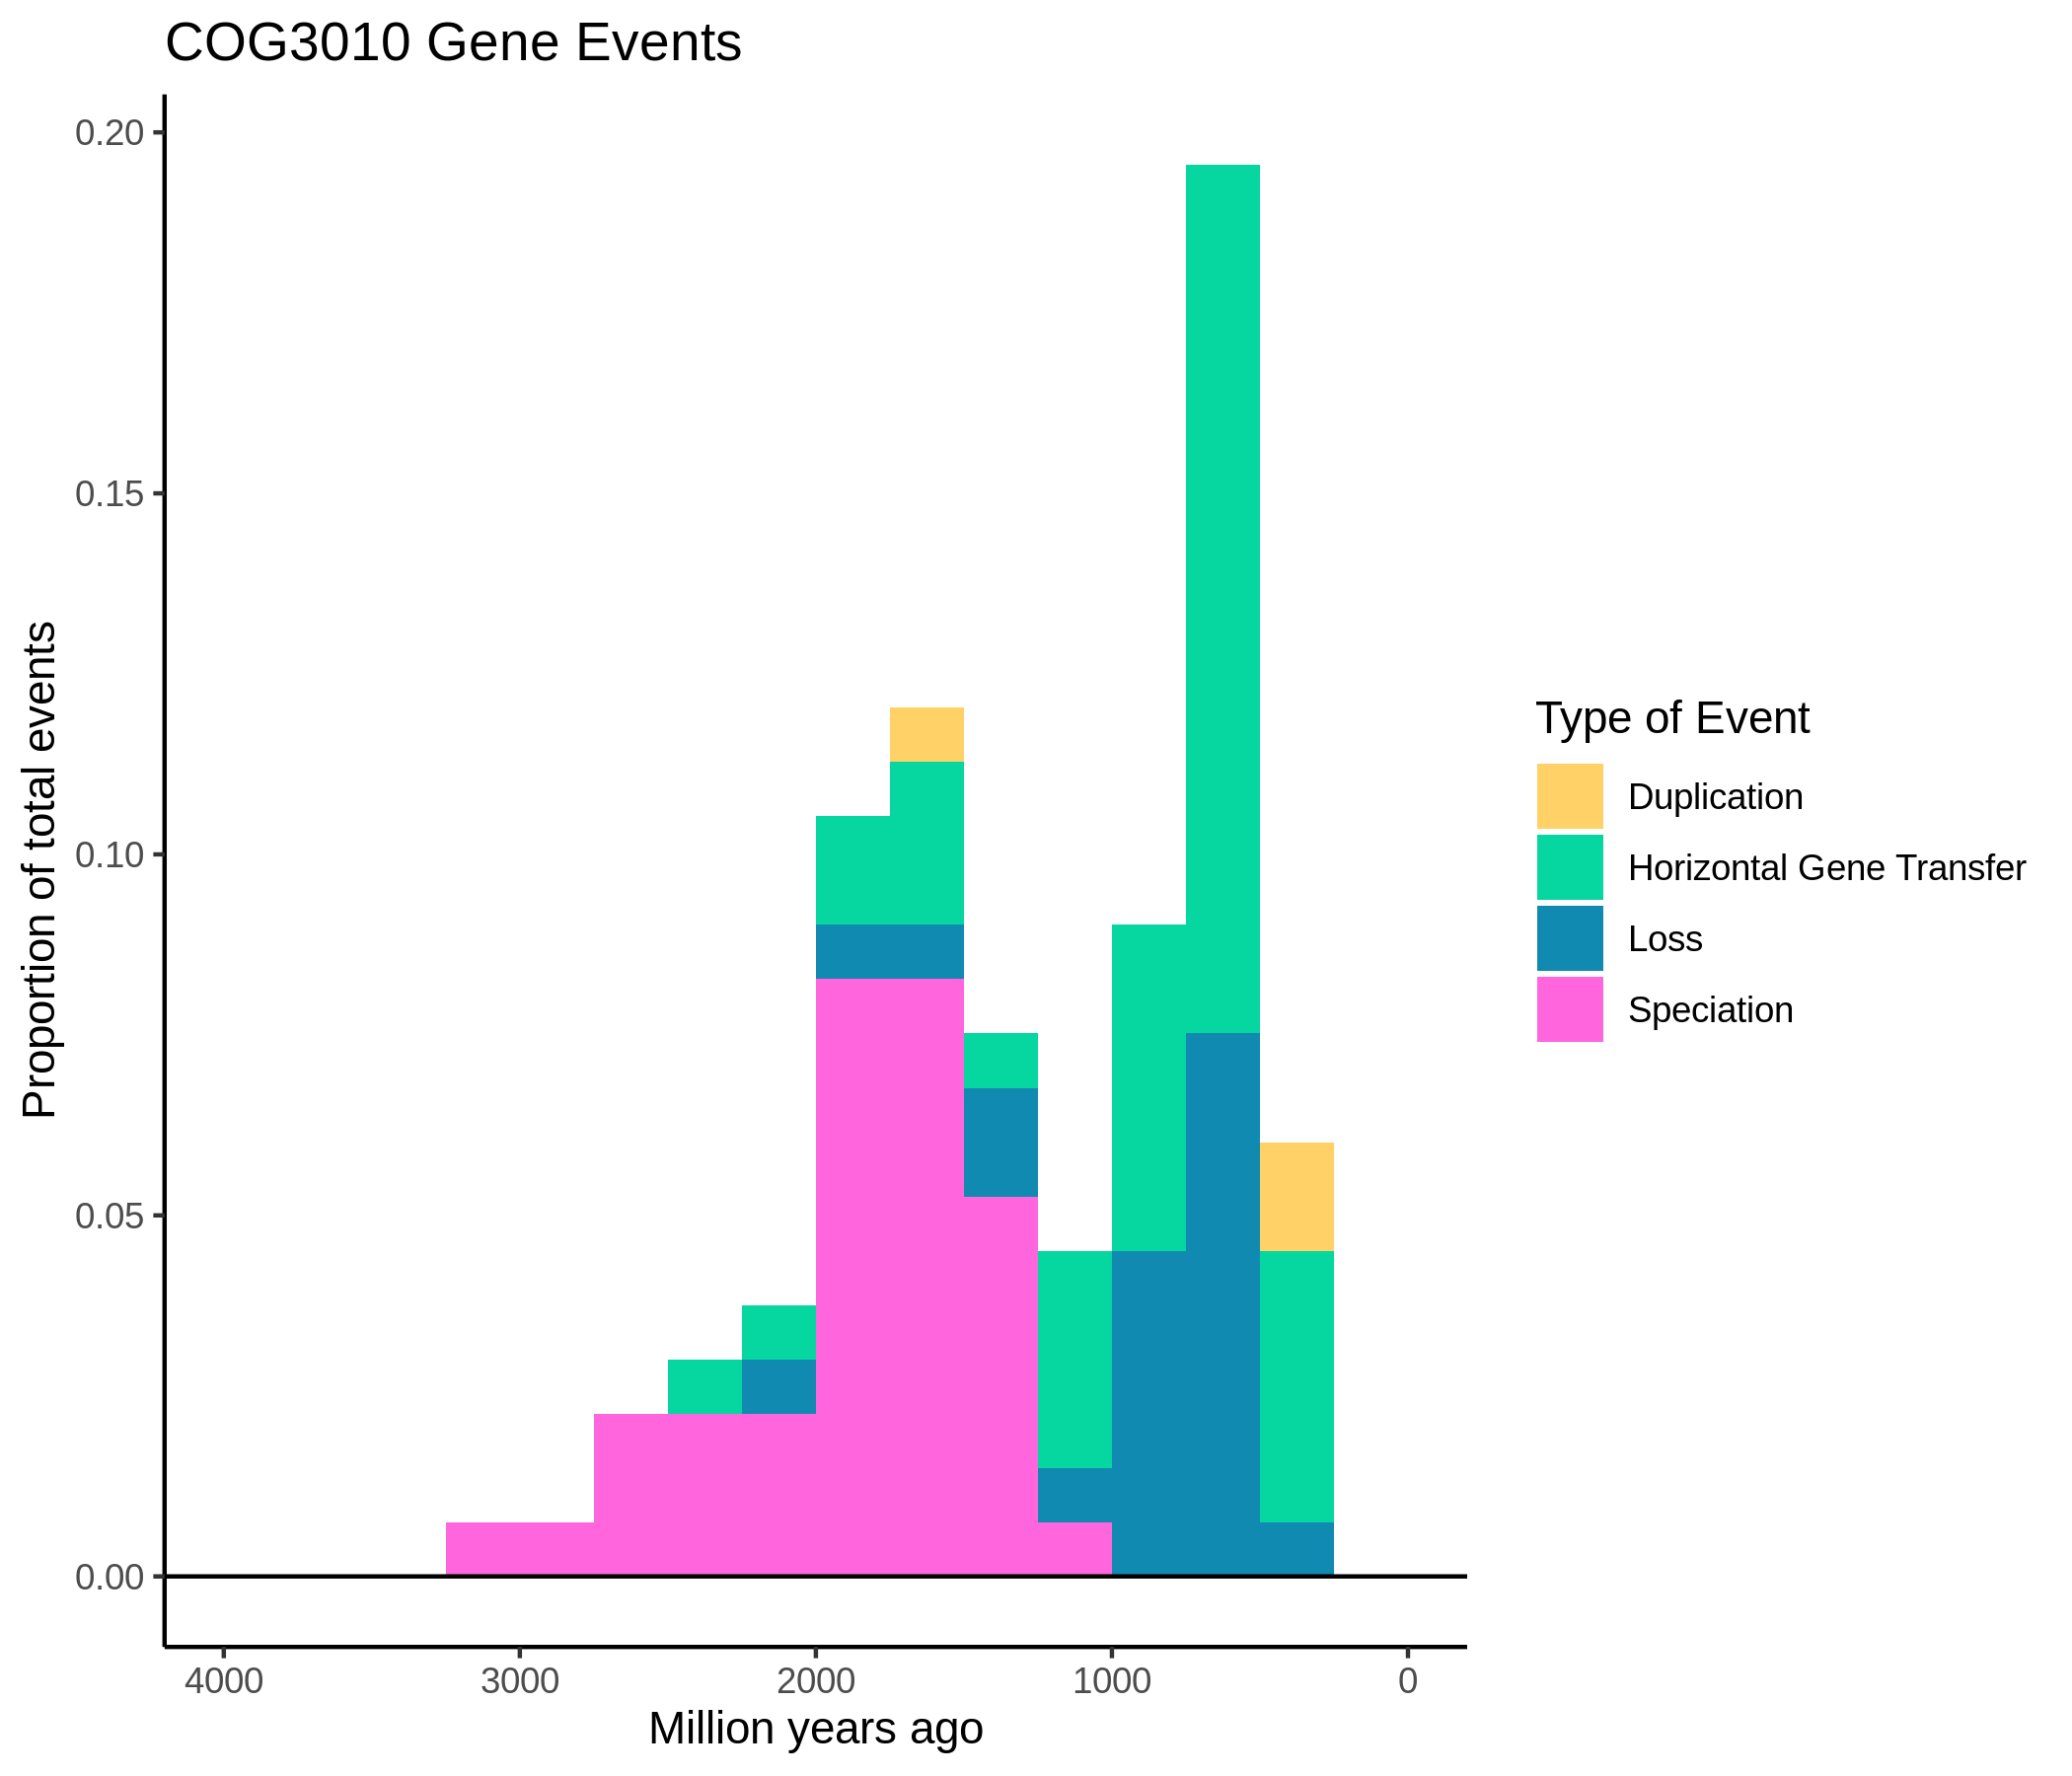 COG3010 Gene Events
Proportion of total events
0.20
0.15
0.10
0.05
0.00
4000 3000 2000 1000 0
Million years ago
Type of Event
Duplication
Horizontal Gene Transfer
Loss
Speciation